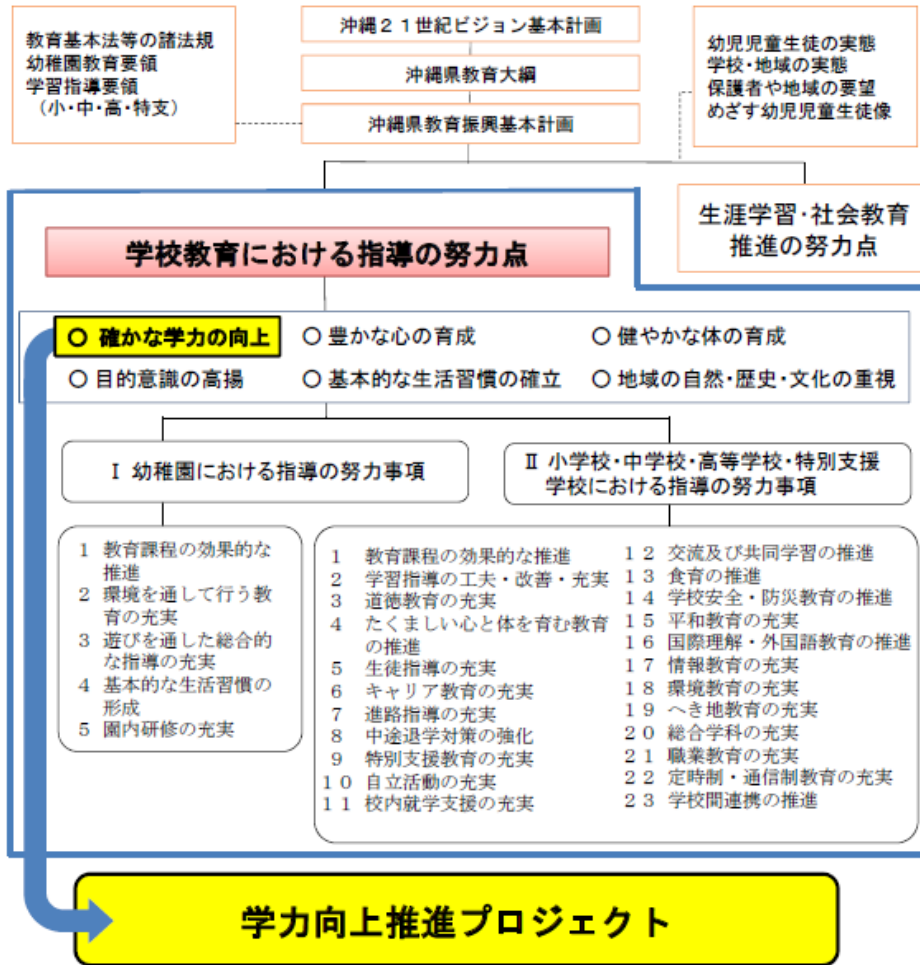 教育基本法等の諸法規
幼稚園教育要領
学習指導要領
（小・中・高・特支）
沖縄２１世紀ビジョン基本計画
沖縄県教育大綱
沖縄県教育振興基本計画
幼児児童生徒の実態
学校・地域の実態
保護者や地域の要望
めざす幼児児童生徒像
生涯学習・社会教育
推進の努力点
学校教育における指導の努力点
○ 確かな学力の向上
○ 豊かな心の育成
○ 健やかな体の育成
○ 目的意識の高揚
○ 基本的な生活習慣の確立
○ 地域の自然・歴史・文化の重視
Ⅰ 幼稚園における指導の努力事項
Ⅱ 小学校・中学校・高等学校・特別支援
学校における指導の努力事項
１ 教育課程の効果的な
推進
２ 環境を通して行う教
育の充実
３ 遊びを通した総合的
な指導の充実
４ 基本的な生活習慣の
形成
５ 園内研修の充実
１ 教育課程の効果的な推進
２ 学習指導の工夫・改善・充実
３ 道徳教育の充実
４ たくましい心と体を育む教育
の推進
５ 生徒指導の充実
６ キャリア教育の充実
７ 進路指導の充実
８ 中途退学対策の強化
９ 特別支援教育の充実
１０ 自立活動の充実
１１ 校内就学支援の充実
１２ 交流及び共同学習の推進
１３ 食育の推進
１４ 学校安全・防災教育の推進
１５ 平和教育の充実
１６ 国際理解・外国語教育の推進
１７ 情報教育の充実
１８ 環境教育の充実
１９ へき地教育の充実
２０ 総合学科の充実
２１ 職業教育の充実
２２ 定時制・通信制教育の充実
２３ 学校間連携の推進
学力向上推進プロジェクト